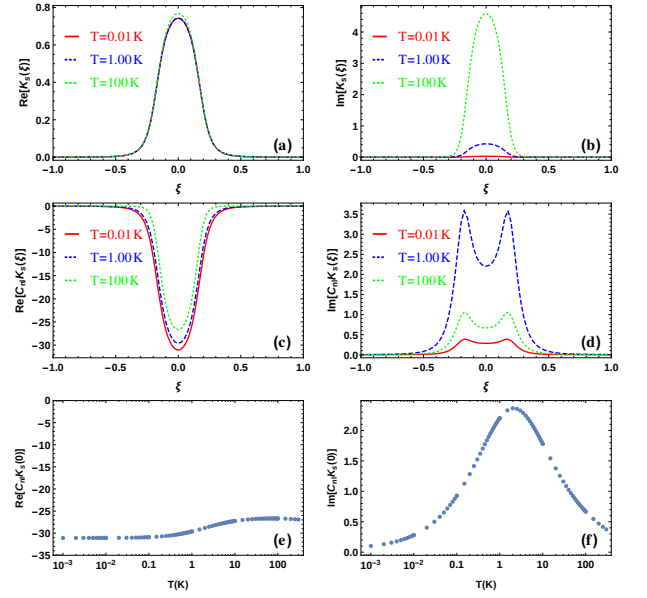 0.8
0.6
0.4
0.2
0.0
Re[K_s(ξ)]
T=0.01 K
T=1.00 K
T=100 K
(a)
-1.0 -0.5 0.0 0.5 1.0
ξ
4
3
2
1
0
Im[K_s(ξ)]
T=0.01 K
T=1.00 K
T=100 K
(b)
-1.0 -0.5 0.0 0.5 1.0
ξ
0
-5
-10
-15
-20
-25
-30
Re[C_nl K_s(ξ)]
T=0.01 K
T=1.00 K
T=100 K
(c)
-1.0 -0.5 0.0 0.5 1.0
ξ
3.5
3.0
2.5
2.0
1.5
1.0
0.5
0.0
Im[C_nl K_s(ξ)]
T=0.01 K
T=1.00 K
T=100 K
(d)
-1.0 -0.5 0.0 0.5 1.0
ξ
0
-5
-10
-15
-20
-25
-30
-35
Re[C_nl K_s(0)]
(e)
10⁻³ 10⁻² 0.1 1 10 100
T(K)
2.0
1.5
1.0
0.5
0.0
Im[C_nl K_s(0)]
(f)
10⁻³ 10⁻² 0.1 1 10 100
T(K)